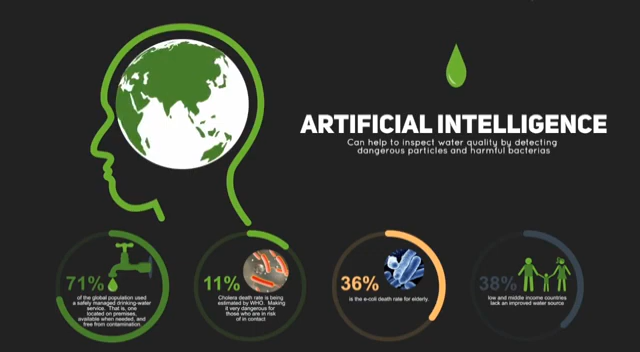 ARTIFICIAL INTELLIGENCE
Can help to inspect water quality by detecting
dangerous particles and harmful bacterias
71%
of the global population used
a safely managed drinking-water
service. That is, one
located on premises,
available when needed, and
free from contamination
11%
Cholera death rate is being
estimated by WHO. Making
it very dangerous for
those who are in risk
of in contact
36%
is the e-coli death rate for elderly.
38%
low and middle income countries
lack an improved water source